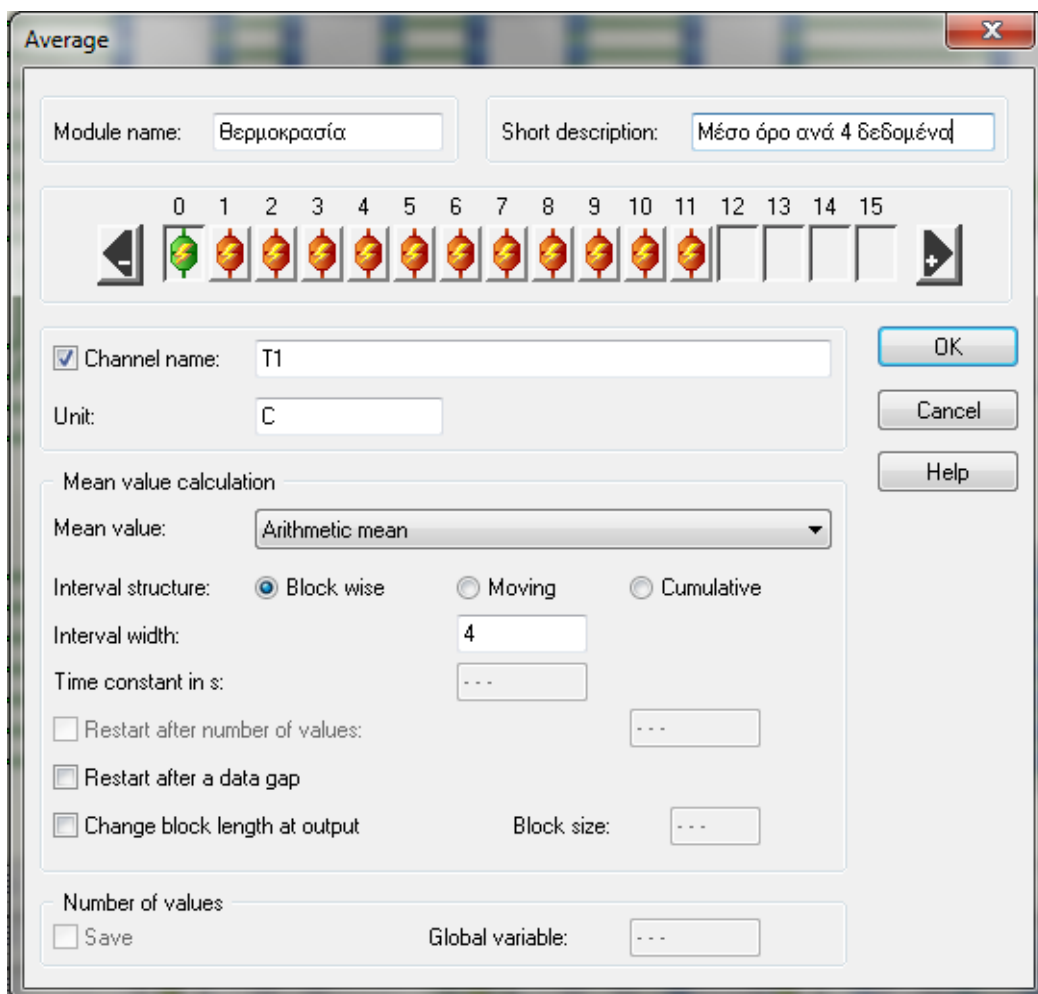 Average
Module name: Θερμοκρασία Short description: Μέσο όρο ανά 4 δεδομένα
0 1 2 3 4 5 6 7 8 9 10 11 12 13 14 15
- +
Channel name: T1
OK
Unit: C
Cancel
Help
Mean value calculation
Mean value: Arithmetic mean
Interval structure: Block wise Moving Cumulative
Interval width: 4
Time constant in s: - - -
Restart after number of values: - - -
Restart after a data gap
Change block length at output Block size: - - -
Number of values
Save Global variable: - - -